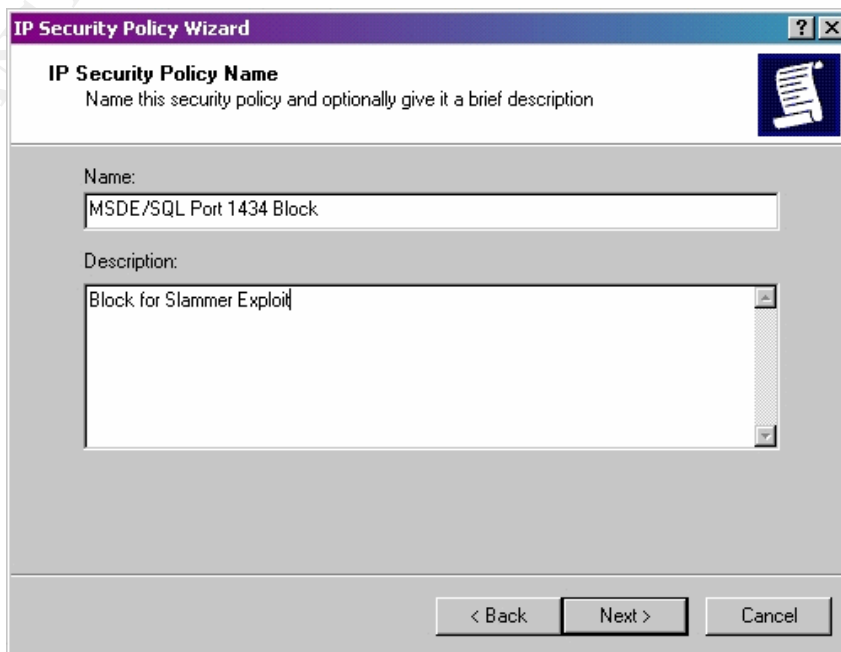 IP Security Policy Wizard
IP Security Policy Name
Name this security policy and optionally give it a brief description
Name:
MSDE/SQL Port 1434 Block
Description:
Block for Slammer Exploit
< Back
Next >
Cancel